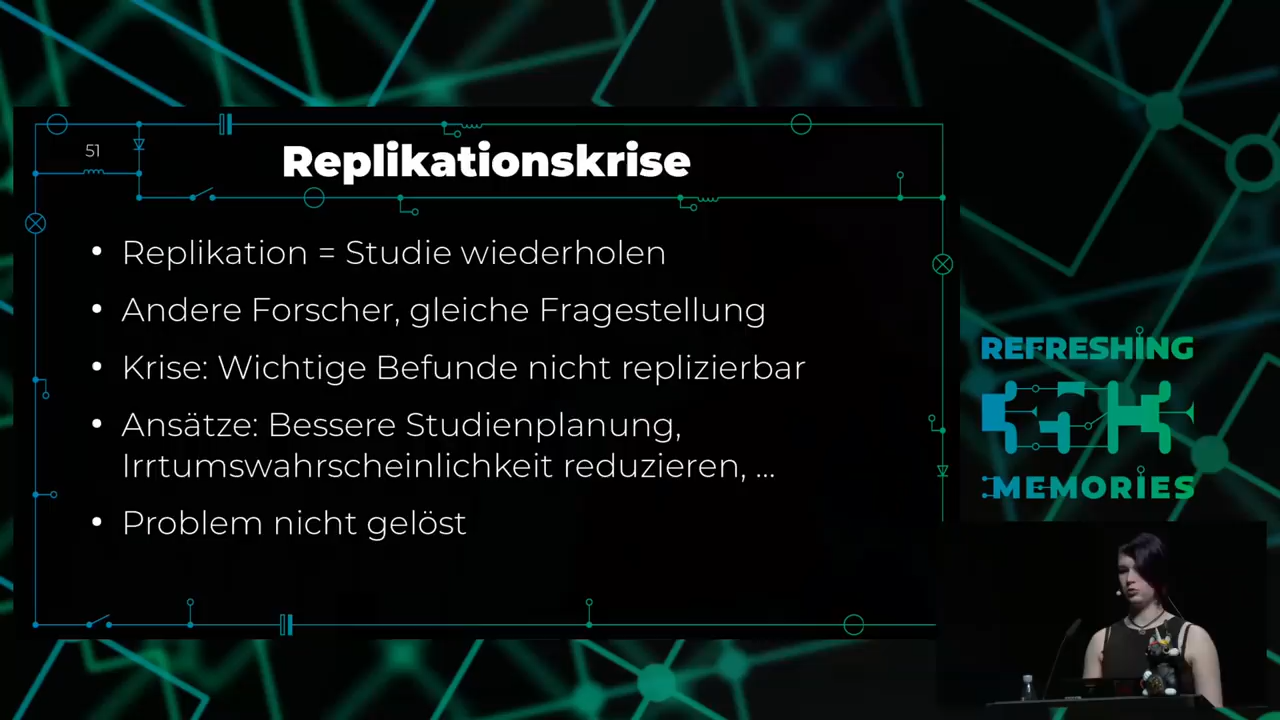 51
Replikationskrise
• Replikation = Studie wiederholen
• Andere Forscher, gleiche Fragestellung
• Krise: Wichtige Befunde nicht replizierbar
• Ansätze: Bessere Studienplanung,
Irrtumswahrscheinlichkeit reduzieren, ...
• Problem nicht gelöst
REFRESHING
MEMORIES